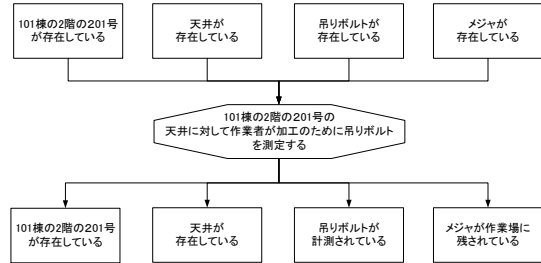 101棟の2階の201号
が存在している
天井が
存在している
吊りボルトが
存在している
メジャが
存在している
101棟の2階の201号の
天井に対して作業者が加工のために吊りボルト
を測定する
101棟の2階の201号
が存在している
天井が
存在している
吊りボルトが
計測されている
メジャが作業場に
残されている